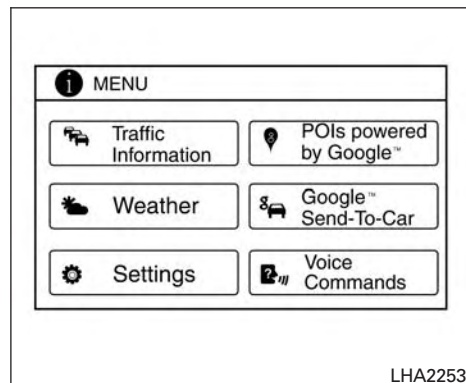 MENU
Traffic
Information
POIs powered
by Google™
Weather
Google™
Send-To-Car
Settings
Voice
Commands
LHA2253